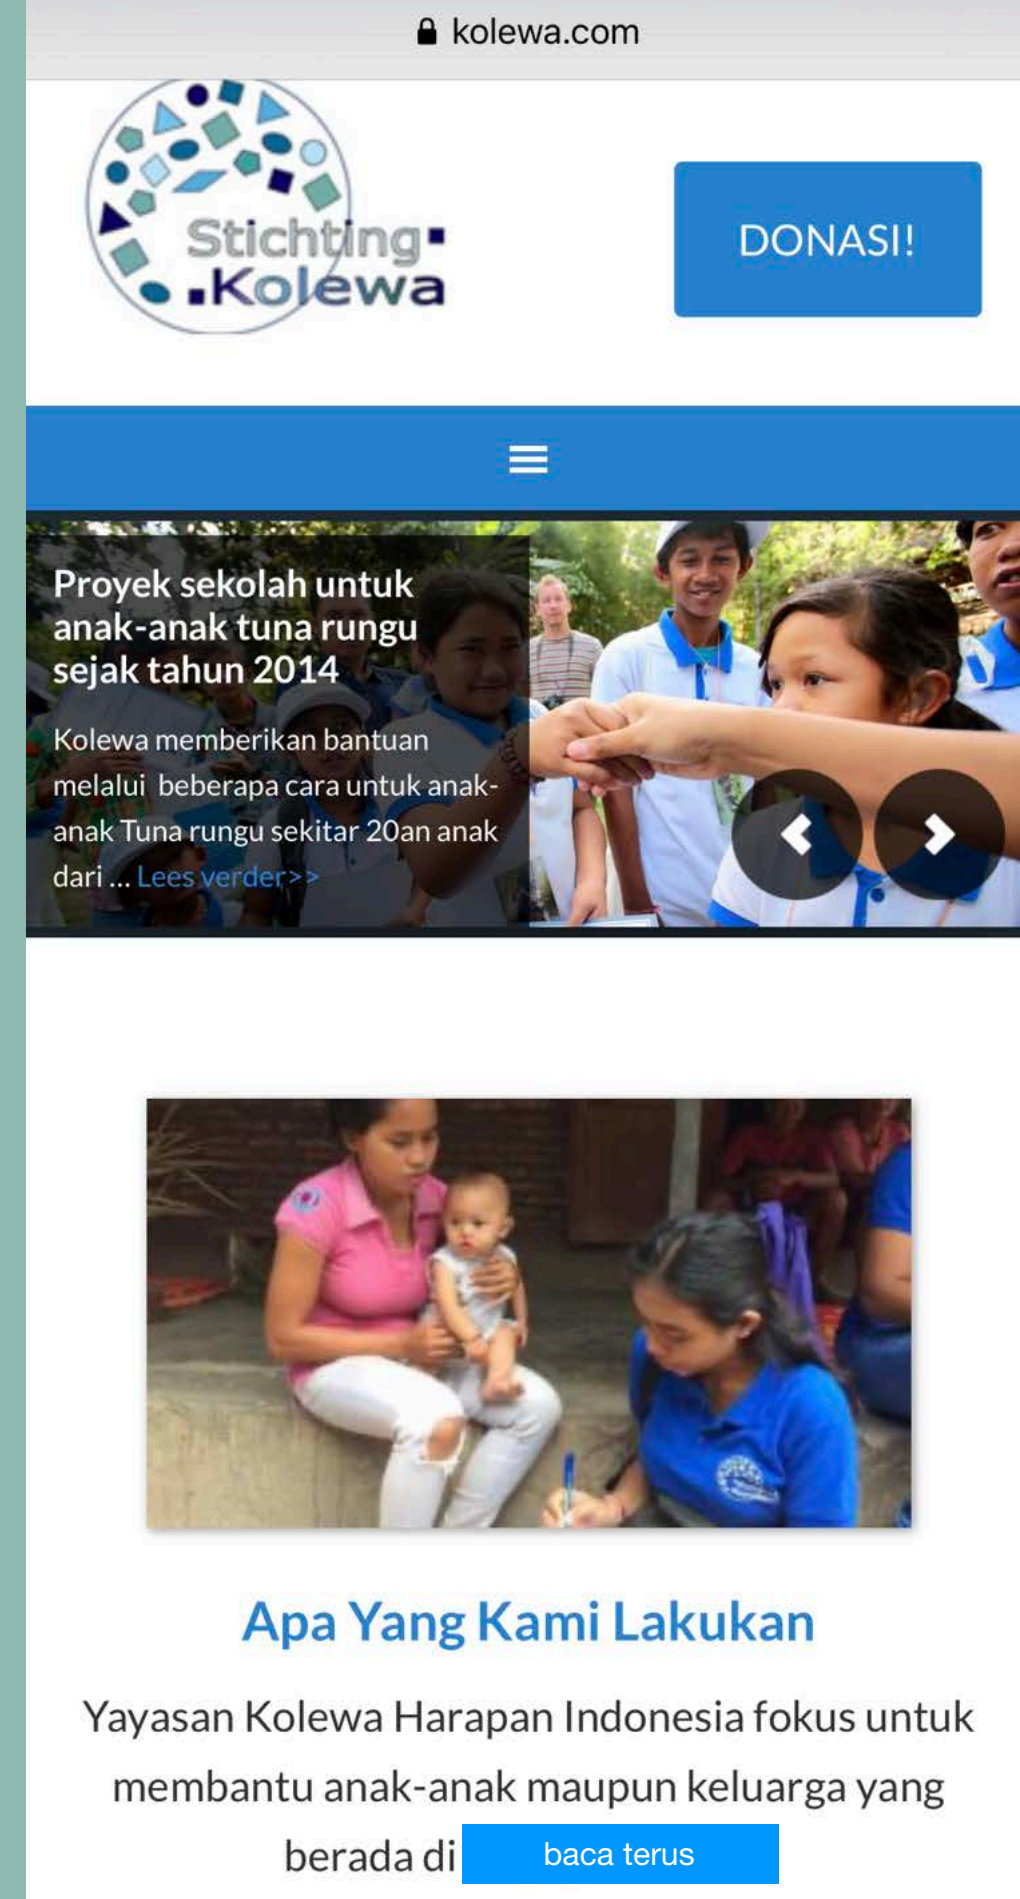 kolewa.com
Stichting
Kolewa
DONASI!
Proyek sekolah untuk
anak-anak tuna rungu
sejak tahun 2014
Kolewa memberikan bantuan
melalui beberapa cara untuk anak-
anak Tuna rungu sekitar 20an anak
dari ... Lees verder>>
Apa Yang Kami Lakukan
Yayasan Kolewa Harapan Indonesia fokus untuk
membantu anak-anak maupun keluarga yang
berada di baca terus